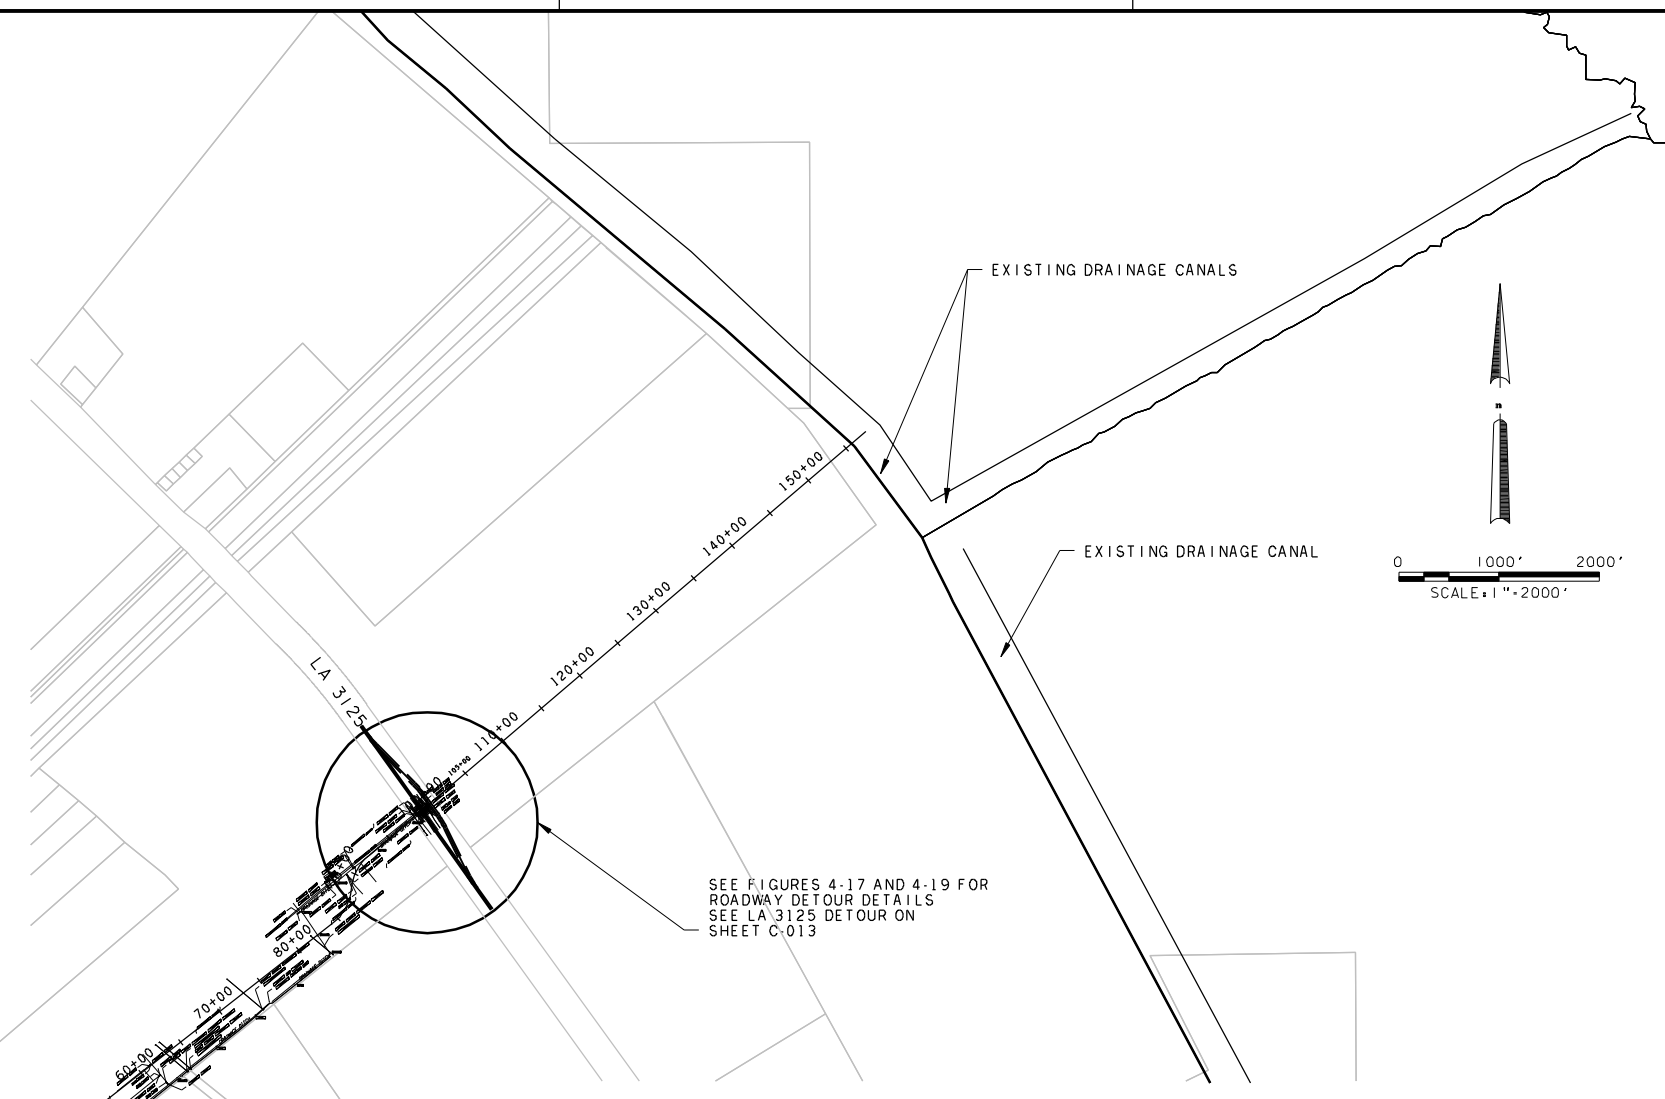 EXISTING DRAINAGE CANALS
n
150+00
140+00
EXISTING DRAINAGE CANAL
0 1000' 2000'
SCALE: 1"=2000'
130+00
120+00
LA 3125
110+00
105+00
SEE FIGURES 4-17 AND 4-19 FOR
ROADWAY DETOUR DETAILS
SEE LA 3125 DETOUR ON
SHEET C-013
80+00
70+00
60+00